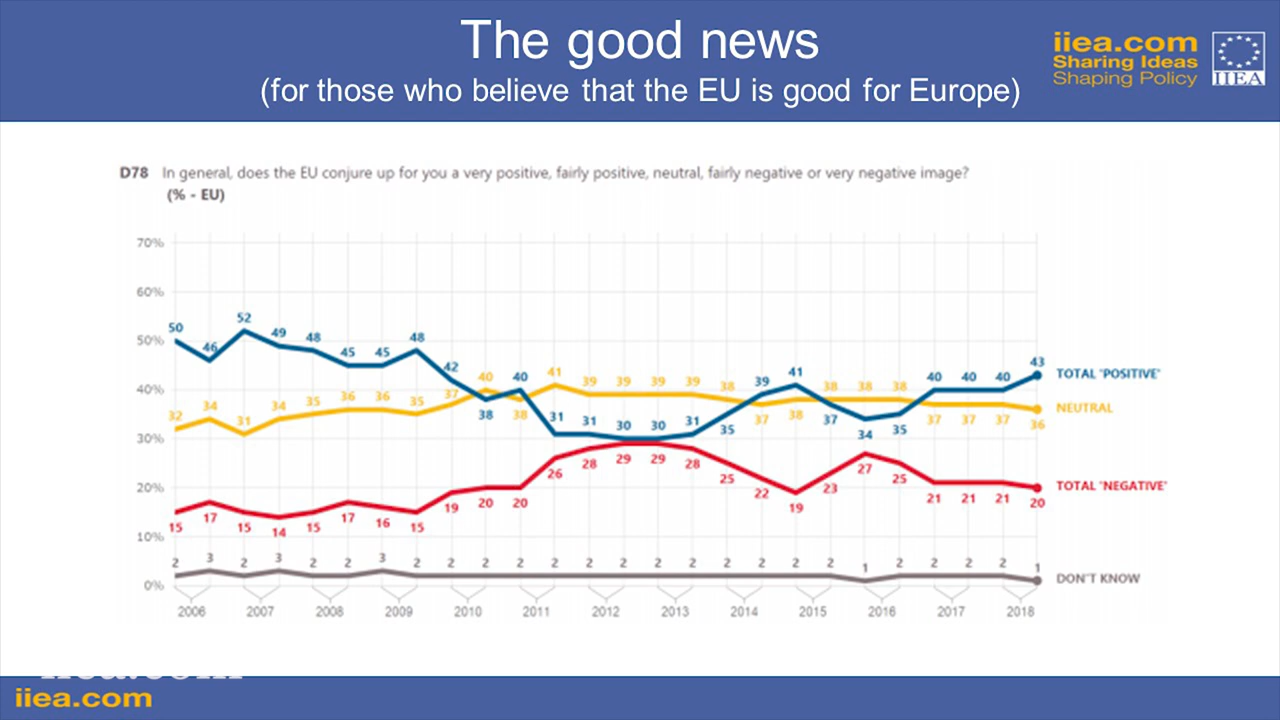 The good news
(for those who believe that the EU is good for Europe)
iiea.com
Sharing Ideas
Shaping Policy
IIEA
D78 In general, does the EU conjure up for you a very positive, fairly positive, neutral, fairly negative or very negative image?
(% - EU)
70%
60%
50%
40%
30%
20%
10%
0%
50 46 52 49 48 45 45 48 42 38 40 31 31 30 30 31 35 39 41 37 34 35 40 40 40 43
TOTAL "POSITIVE"
32 34 31 34 35 36 36 35 37 40 38 41 39 39 39 39 38 37 38 38 38 38 37 37 37 36
NEUTRAL
15 17 15 14 15 17 16 15 19 20 20 26 28 29 29 28 25 22 19 23 27 25 21 21 21 20
TOTAL "NEGATIVE"
2 3 2 3 2 2 3 2 2 2 2 2 2 2 2 2 2 2 2 2 1 2 2 2 2 1
DON'T KNOW
2006 2007 2008 2009 2010 2011 2012 2013 2014 2015 2016 2017 2018
iiea.com
iiea.com